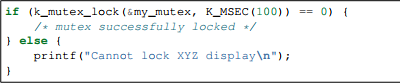 if (k_mutex_lock(&my_mutex, K_MSEC(100)) == 0) {
    /* mutex successfully locked */
} else {
    printf("Cannot lock XYZ display\n");
}